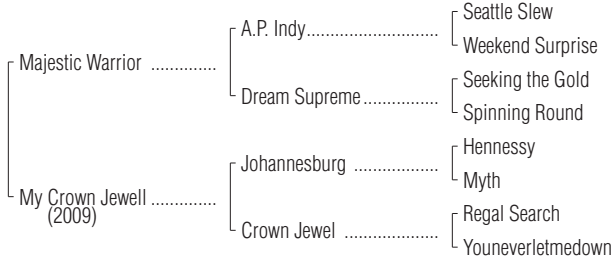 Seattle Slew
A.P. Indy..........................
Weekend Surprise
Majestic Warrior .............
Seeking the Gold
Dream Supreme...............
Spinning Round
Hennessy
Johannesburg .................
Myth
My Crown Jewell .............
(2009)
Regal Search
Crown Jewel ...................
Youneverletmedown